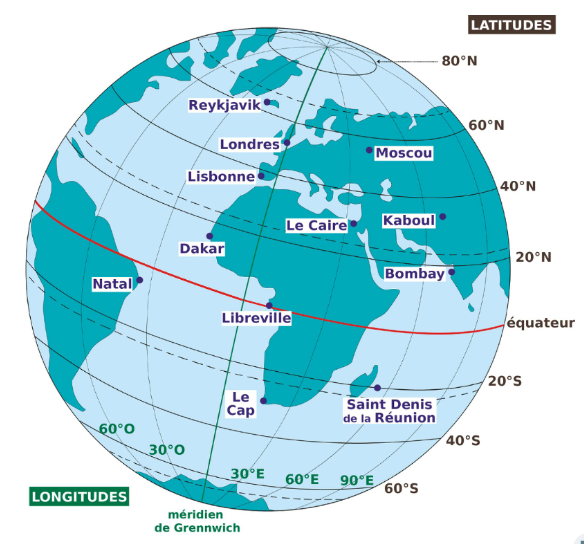 LATITUDES
80°N
Reykjavik
60°N
Londres
Moscou
Lisbonne
40°N
Le Caire
Kaboul
Dakar
20°N
Bombay
Natal
Libreville
équateur
20°S
Le
Cap
Saint Denis
de la Réunion
60°O
40°S
30°O
30°E
60°E
90°E
60°S
LONGITUDES
méridien
de Grennwich